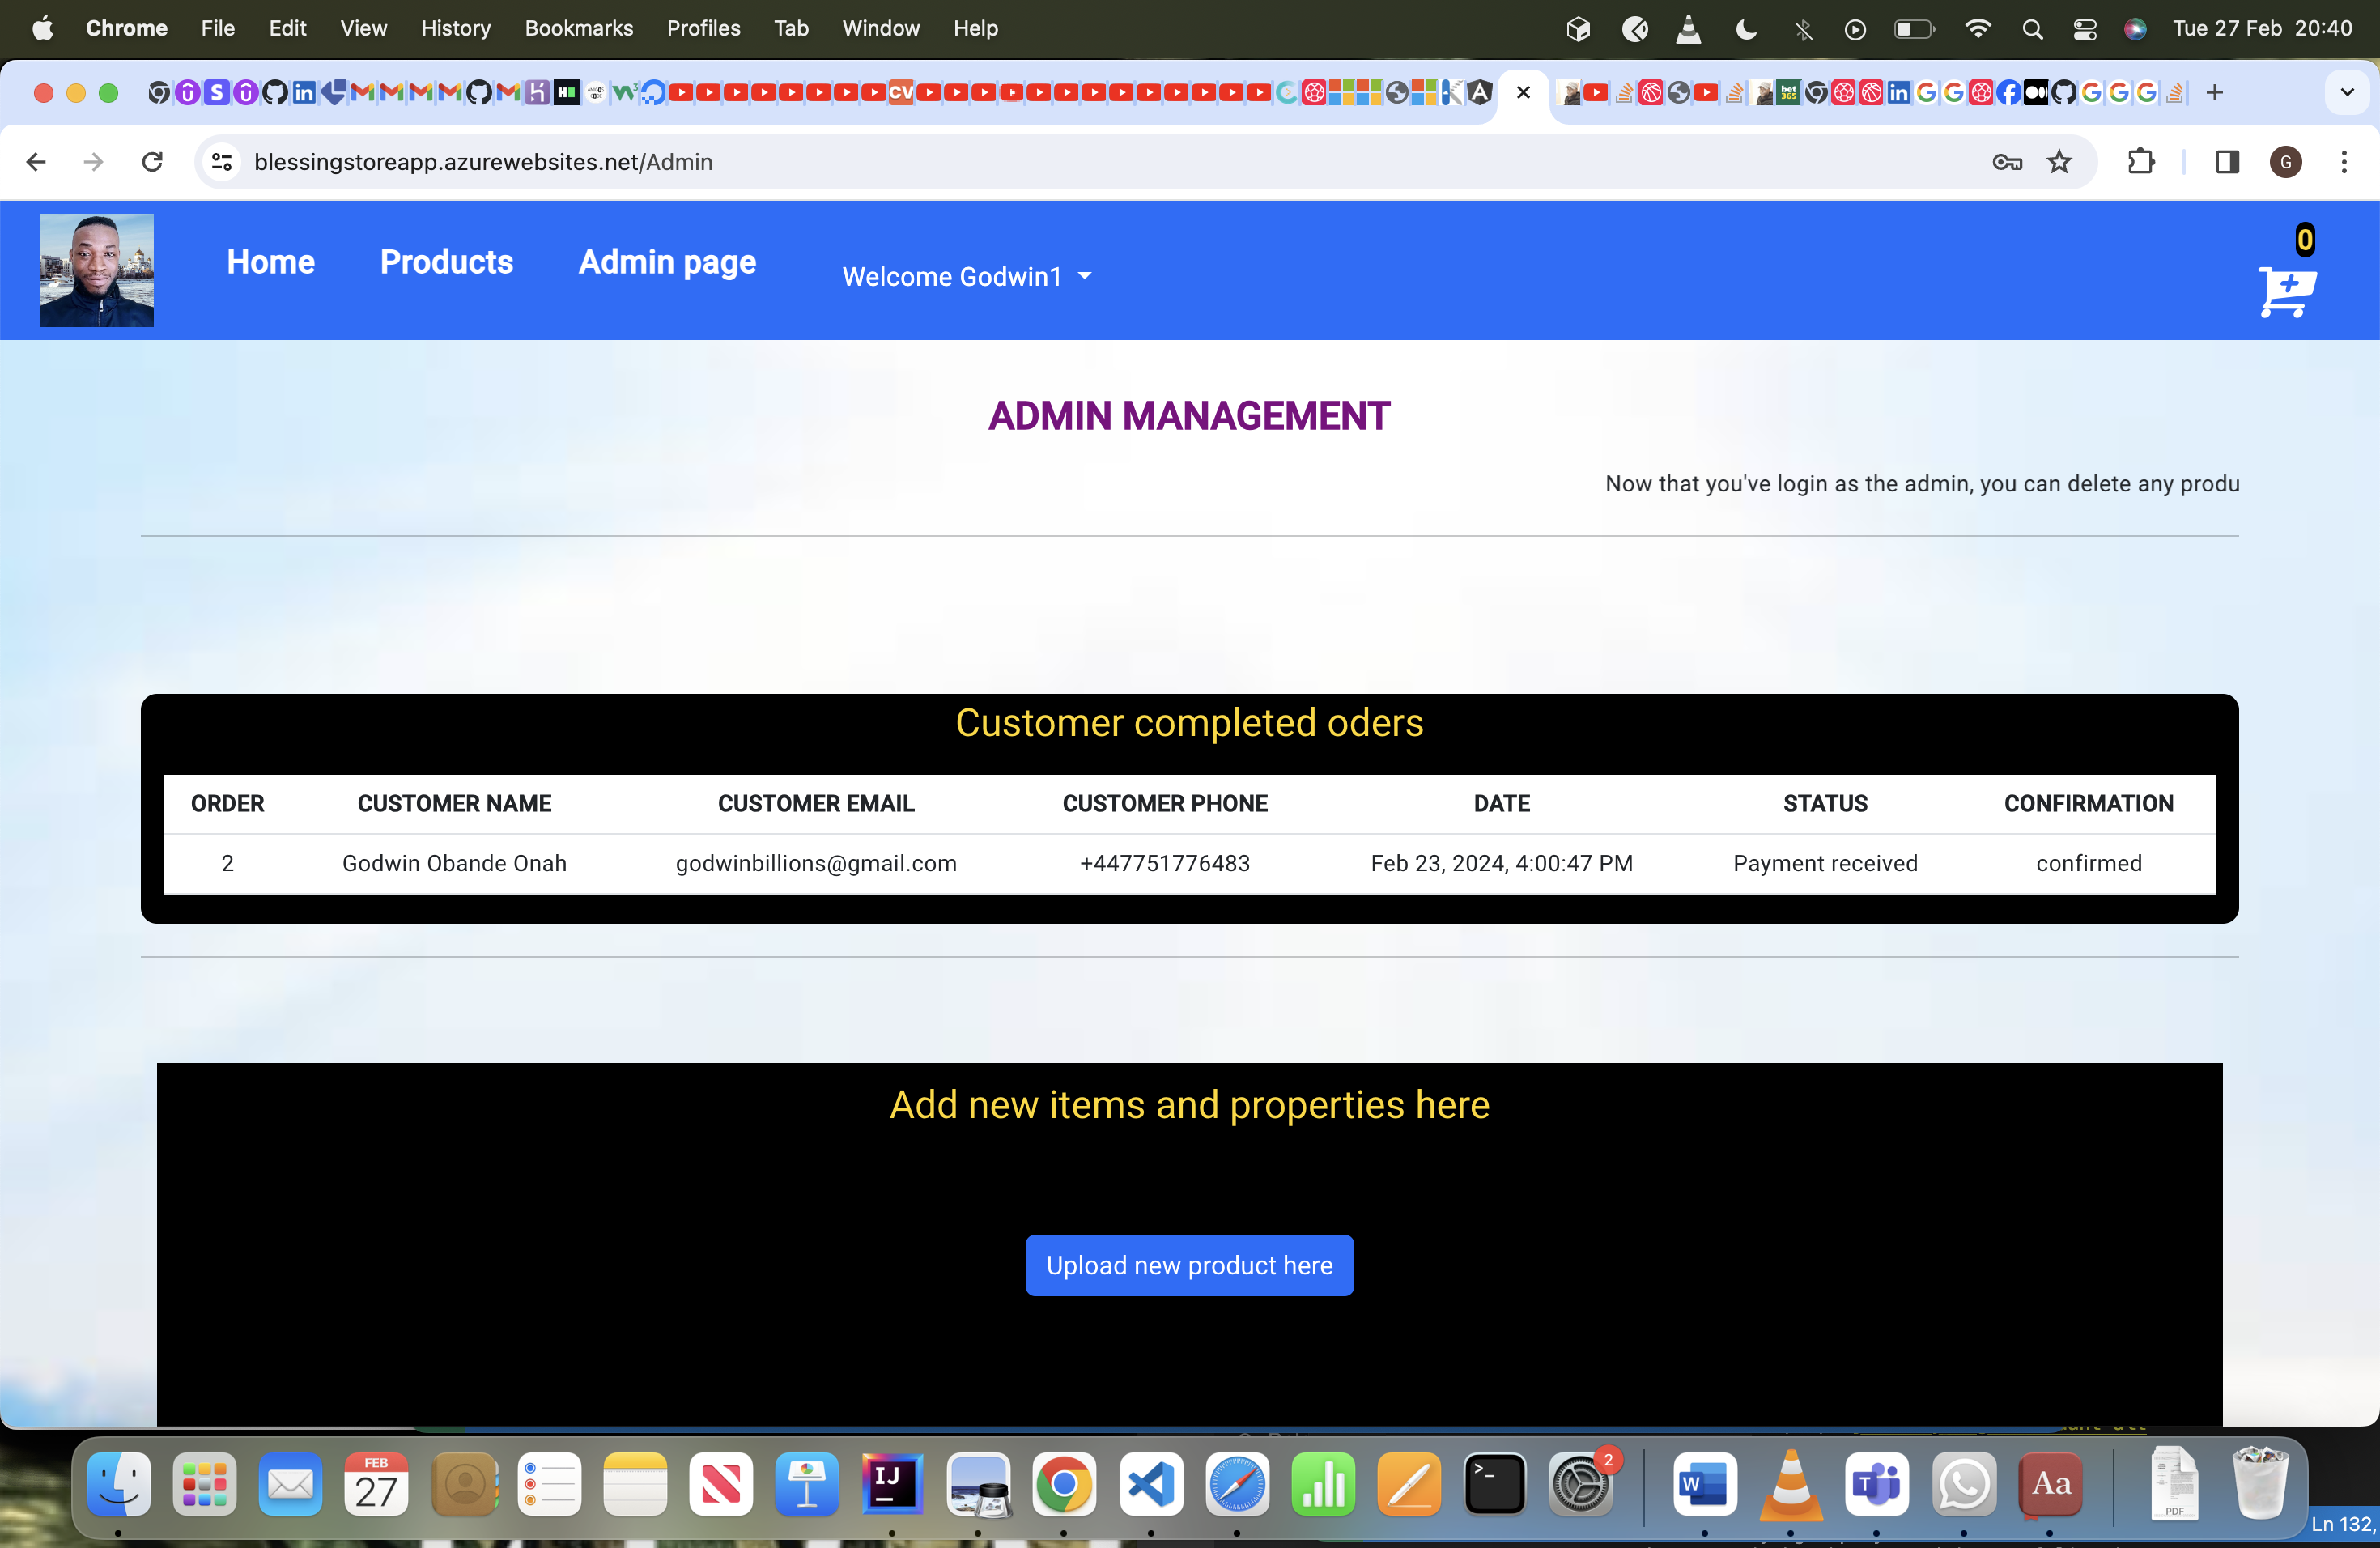 Chrome File Edit View History Bookmarks Profiles Tab Window Help Tue 27 Feb 20:40
blessingstoreapp.azurewebsites.net/Admin
G
0
Home Products Admin page Welcome Godwin1
ADMIN MANAGEMENT
Now that you've login as the admin, you can delete any produ
Customer completed oders
ORDER CUSTOMER NAME CUSTOMER EMAIL CUSTOMER PHONE DATE STATUS CONFIRMATION
2 Godwin Obande Onah godwinbillions@gmail.com +447751776483 Feb 23, 2024, 4:00:47 PM Payment received confirmed
Add new items and properties here
Upload new product here
FEB
27
IJ
2
W
T
Aa
PDF
Ln 132,